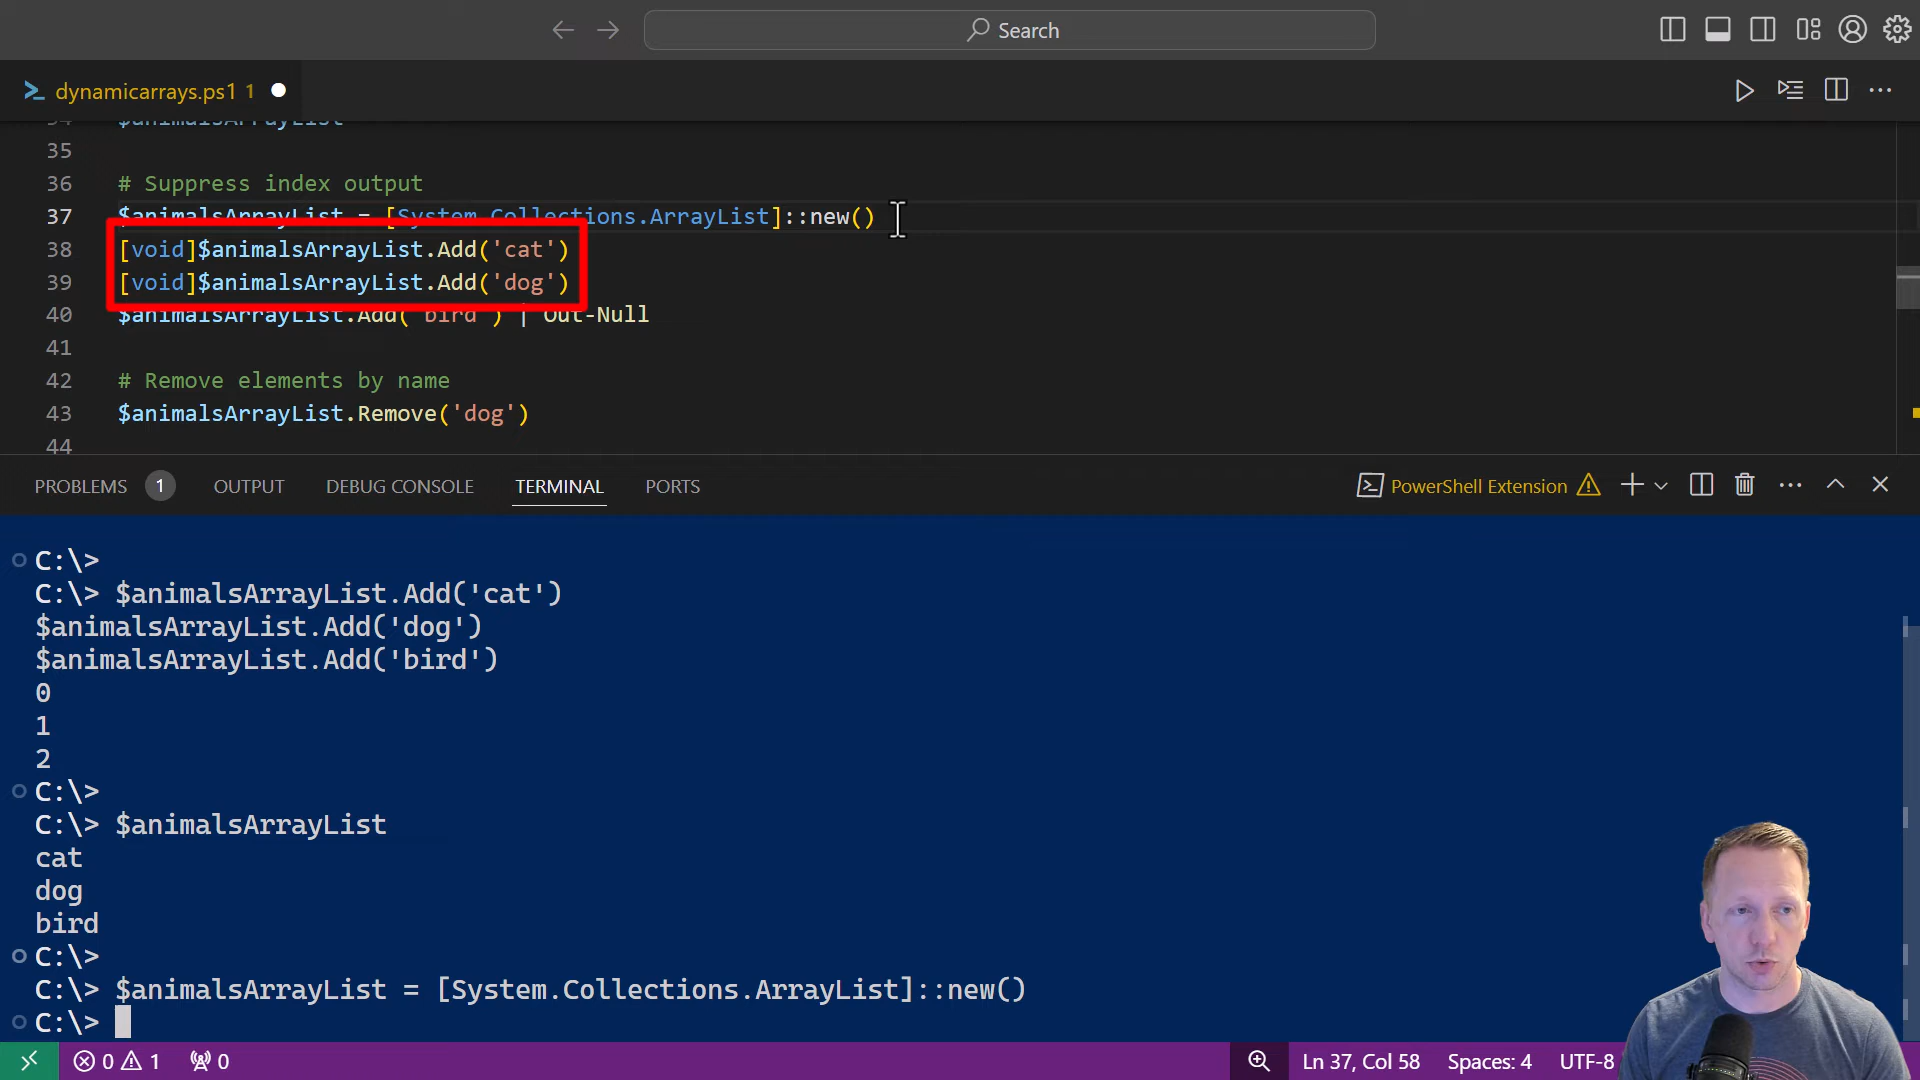 Search
dynamicarrays.ps1 1
34 $animalsArrayList
35
36 # Suppress index output
37 $animalsArrayList = [System.Collections.ArrayList]::new()
38 [void]$animalsArrayList.Add('cat')
39 [void]$animalsArrayList.Add('dog')
40 $animalsArrayList.Add('bird') | Out-Null
41
42 # Remove elements by name
43 $animalsArrayList.Remove('dog')
44
PROBLEMS 1 OUTPUT DEBUG CONSOLE TERMINAL PORTS PowerShell Extension
C:\>
C:\> $animalsArrayList.Add('cat')
$animalsArrayList.Add('dog')
$animalsArrayList.Add('bird')
0
1
2
C:\>
C:\> $animalsArrayList
cat
dog
bird
C:\>
C:\> $animalsArrayList = [System.Collections.ArrayList]::new()
C:\>
0 1 0 Ln 37, Col 58 Spaces: 4 UTF-8